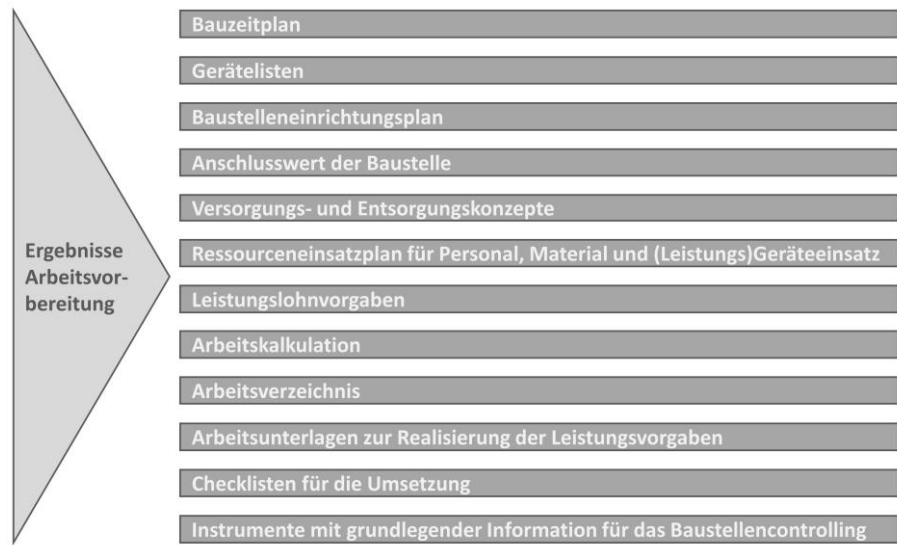 Ergebnisse
Arbeitsvor-
bereitung
Bauzeitplan
Gerätelisten
Baustelleneinrichtungsplan
Anschlusswert der Baustelle
Versorgungs- und Entsorgungskonzepte
Ressourceneinsatzplan für Personal, Material und (Leistungs)Geräteeinsatz
Leistungslohnvorgaben
Arbeitskalkulation
Arbeitsverzeichnis
Arbeitsunterlagen zur Realisierung der Leistungsvorgaben
Checklisten für die Umsetzung
Instrumente mit grundlegender Information für das Baustellencontrolling